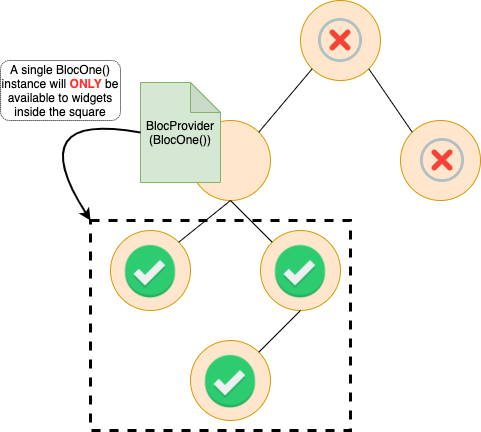 A single BlocOne()
instance will ONLY be
available to widgets
inside the square
BlocProvider
(BlocOne())